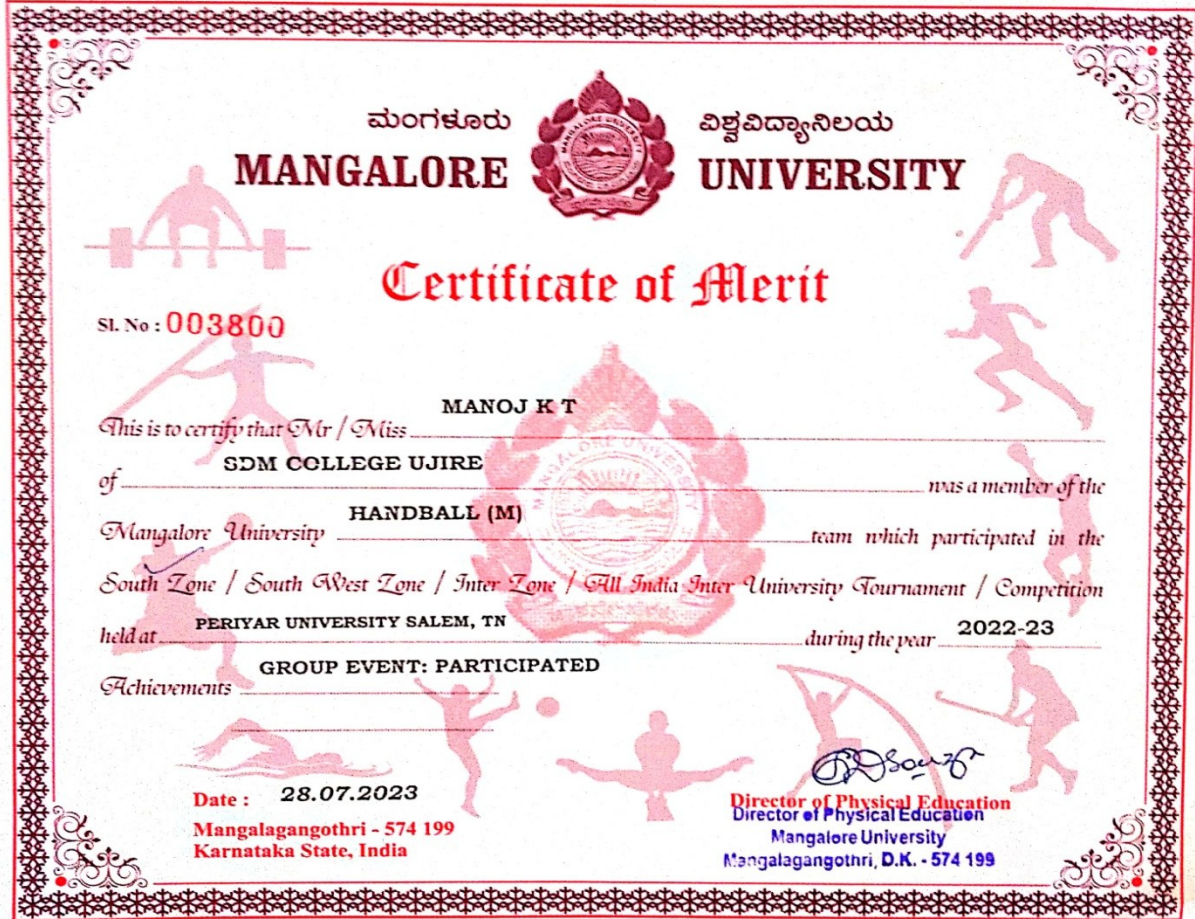 ಮಂಗಳೂರು ವಿಶ್ವವಿದ್ಯಾನಿಲಯ
MANGALORE UNIVERSITY
MANGALORE UNIVERSITY
Certificate of Merit
Sl. No : 003800
MANOJ K T
This is to certify that Mr / Miss
SDM COLLEGE UJIRE
of was a member of the
HANDBALL (M)
Mangalore University team which participated in the
South Zone / South West Zone / Inter Zone / All India Inter University Tournament / Competition
held at PERIYAR UNIVERSITY SALEM, TN during the year 2022-23
GROUP EVENT: PARTICIPATED
Achievements
Date : 28.07.2023
Mangalagangothri - 574 199
Karnataka State, India
Director of Physical Education
Director of Physical Education
Mangalore University
Mangalagangothri, D.K. - 574 199
MANGALORE UNIVERSITY